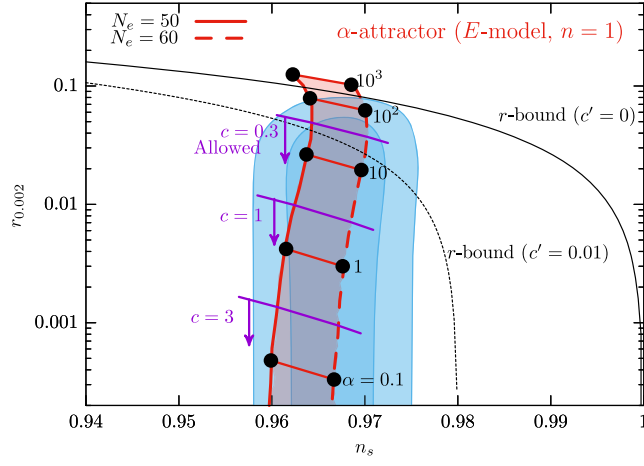 N_e = 50
N_e = 60
α-attractor (E-model, n = 1)
0.1
0.01
0.001
r_{0.002}
10^3
10^2
10
1
α = 0.1
c = 0.3
Allowed
c = 1
c = 3
r-bound (c′ = 0)
r-bound (c′ = 0.01)
0.94
0.95
0.96
0.97
0.98
0.99
1
n_s